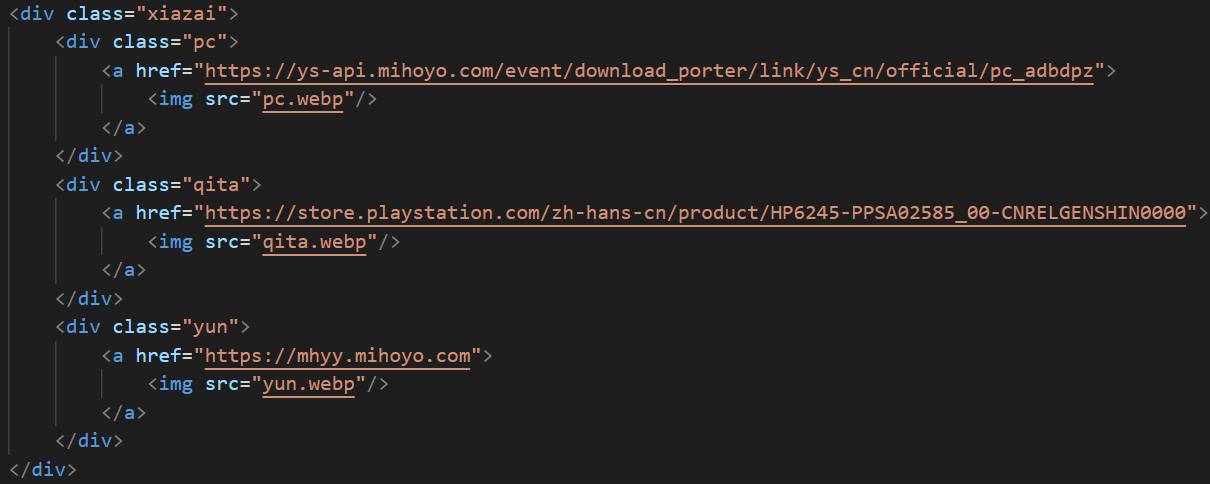 <div class="xiazai">
    <div class="pc">
        <a href="https://ys-api.mihoyo.com/event/download_porter/link/ys_cn/official/pc_adbdpz">
            <img src="pc.webp"/>
        </a>
    </div>
    <div class="qita">
        <a href="https://store.playstation.com/zh-hans-cn/product/HP6245-PPSA02585_00-CNRELGENSHIN0000">
            <img src="qita.webp"/>
        </a>
    </div>
    <div class="yun">
        <a href="https://mhyy.mihoyo.com">
            <img src="yun.webp"/>
        </a>
    </div>
</div>